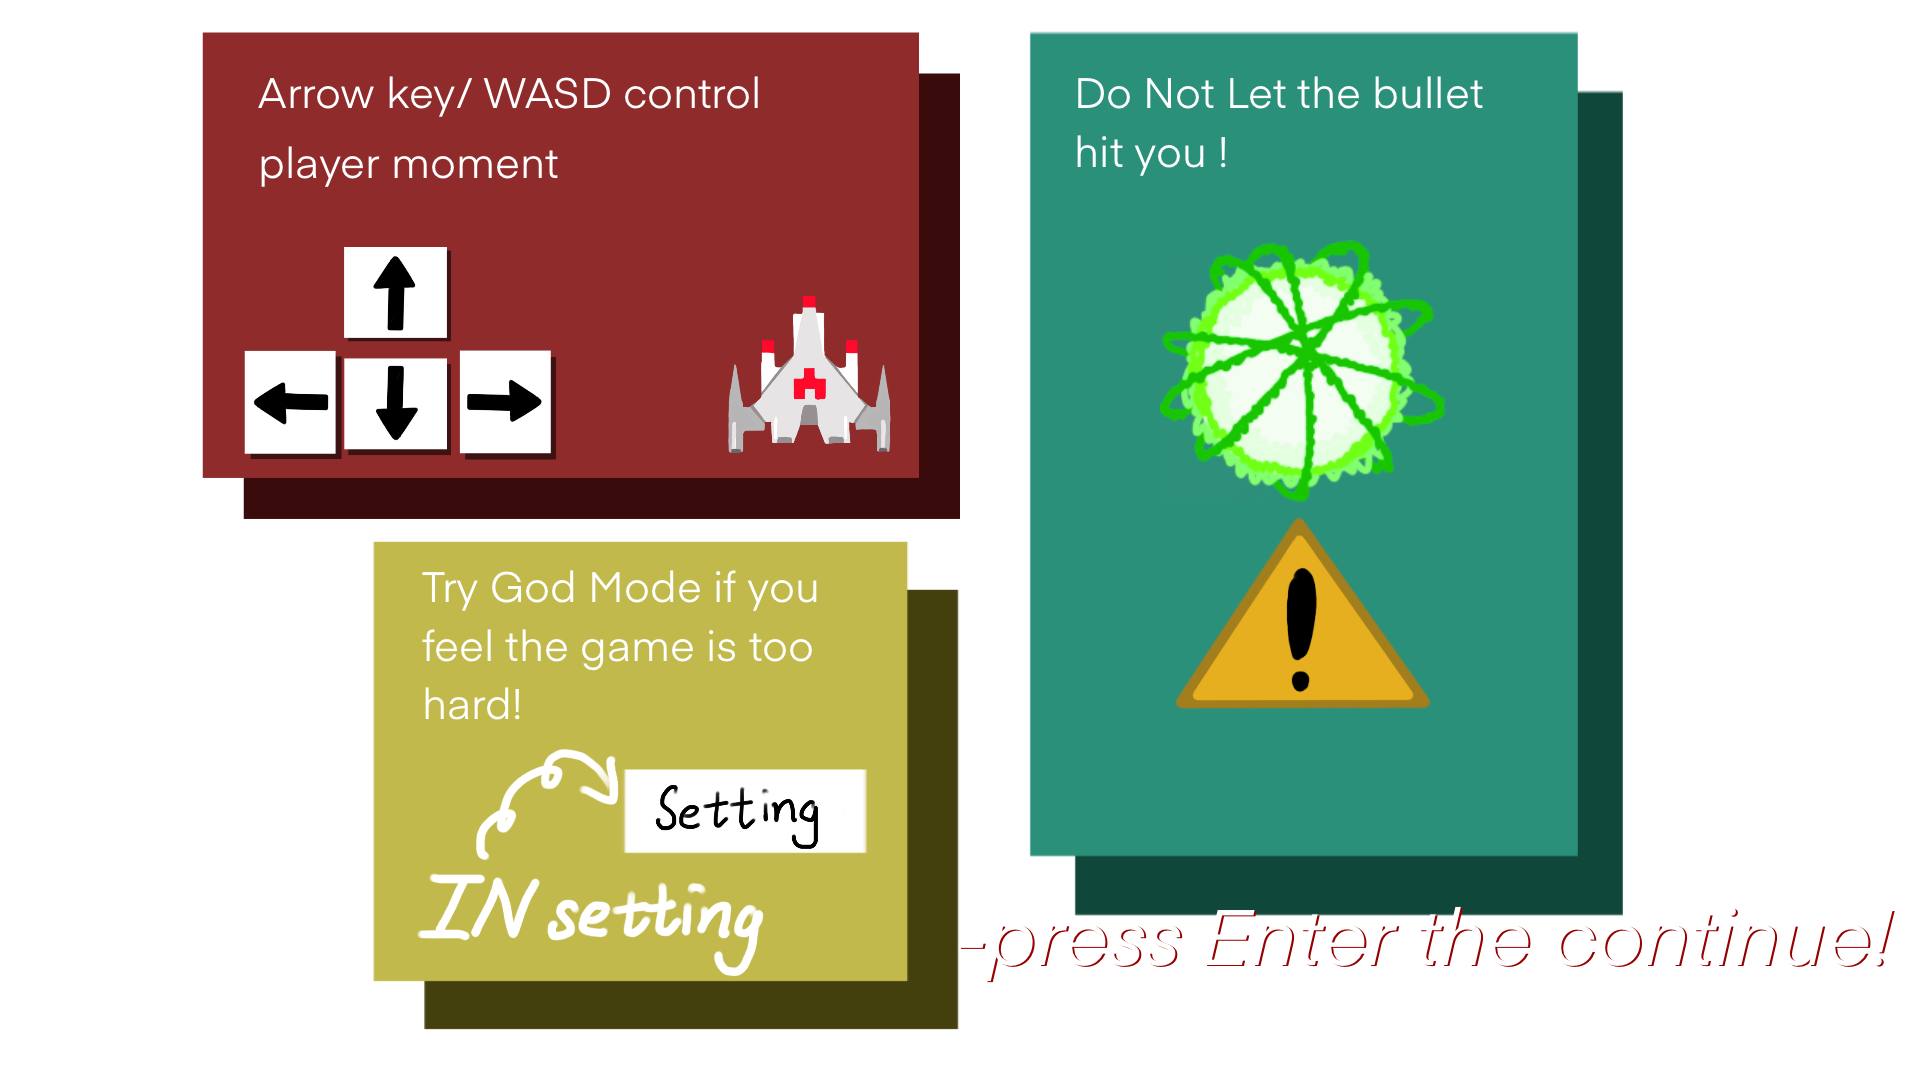 Arrow key/ WASD control
player moment
Do Not Let the bullet
hit you !
Try God Mode if you
feel the game is too
hard!
Setting
IN setting
-press Enter the continue!